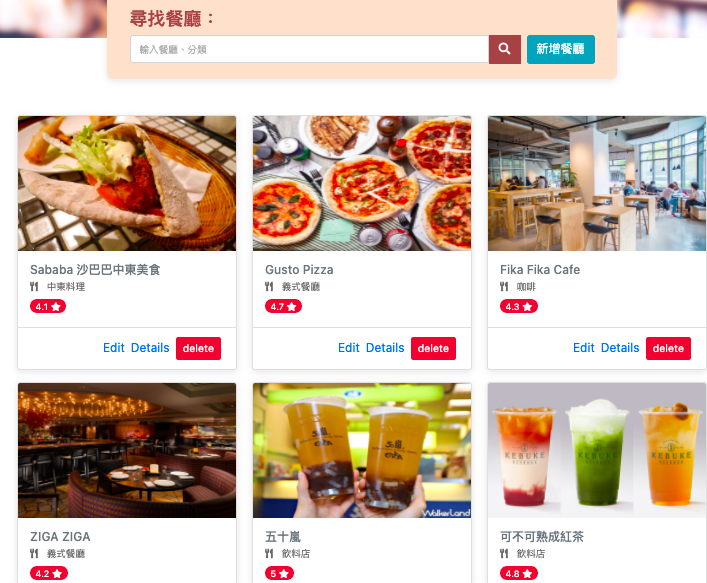 尋找餐廳：
輸入餐廳、分類
新增餐廳
Sababa 沙巴巴中東美食
中東料理
4.1
Edit Details delete
Gusto Pizza
義式餐廳
4.7
Edit Details delete
Fika Fika Cafe
咖啡
4.3
Edit Details delete
ZIGA ZIGA
義式餐廳
4.2
WalkerLand
五十嵐
飲料店
5
KEBUKE
KEBUKE
KEBUKE
可不可熟成紅茶
飲料店
4.8